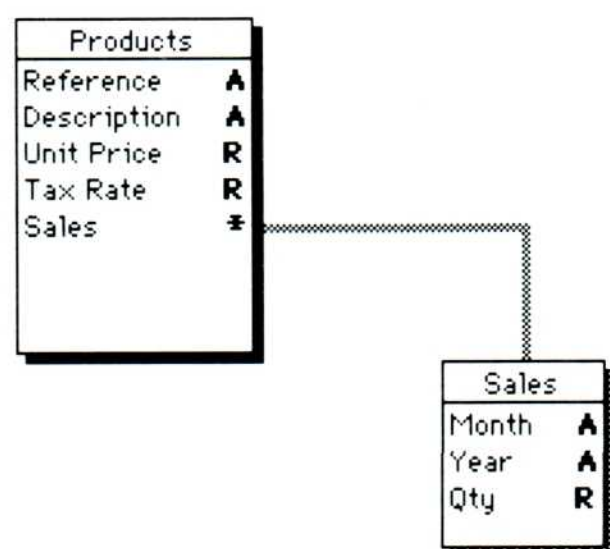 Products
Reference A
Description A
Unit Price R
Tax Rate R
Sales *
Sales
Month A
Year A
Qty R